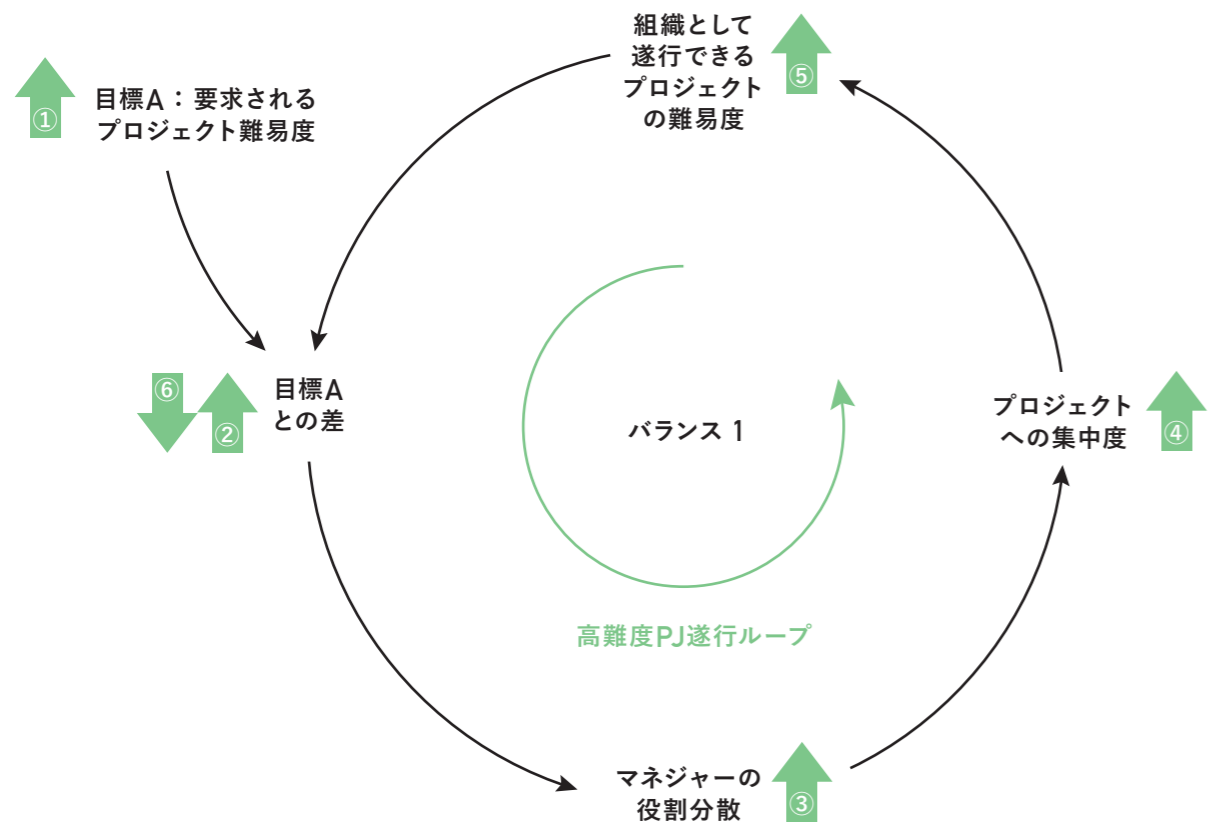 組織として
遂行できる
プロジェクト
の難易度
⑤
①
目標A：要求される
プロジェクト難易度
⑥
②
目標A
との差
バランス 1
プロジェクト
への集中度
④
高難度PJ遂行ループ
マネジャーの
役割分散
③